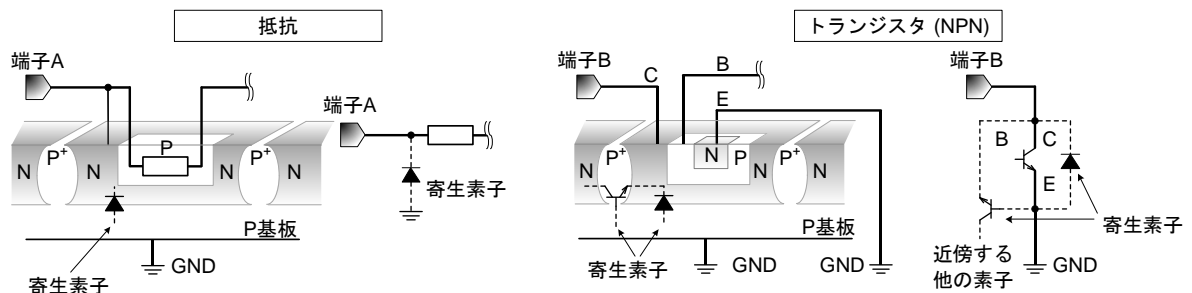 抵抗
端子A
N
P+
N
P
N
P+
N
P基板
寄生素子
GND
端子A
寄生素子
トランジスタ (NPN)
端子B
C
B
E
N
P+
N
N
P
N
P+
N
P基板
寄生素子
GND
GND
端子B
B
C
E
寄生素子
近傍する
他の素子
GND